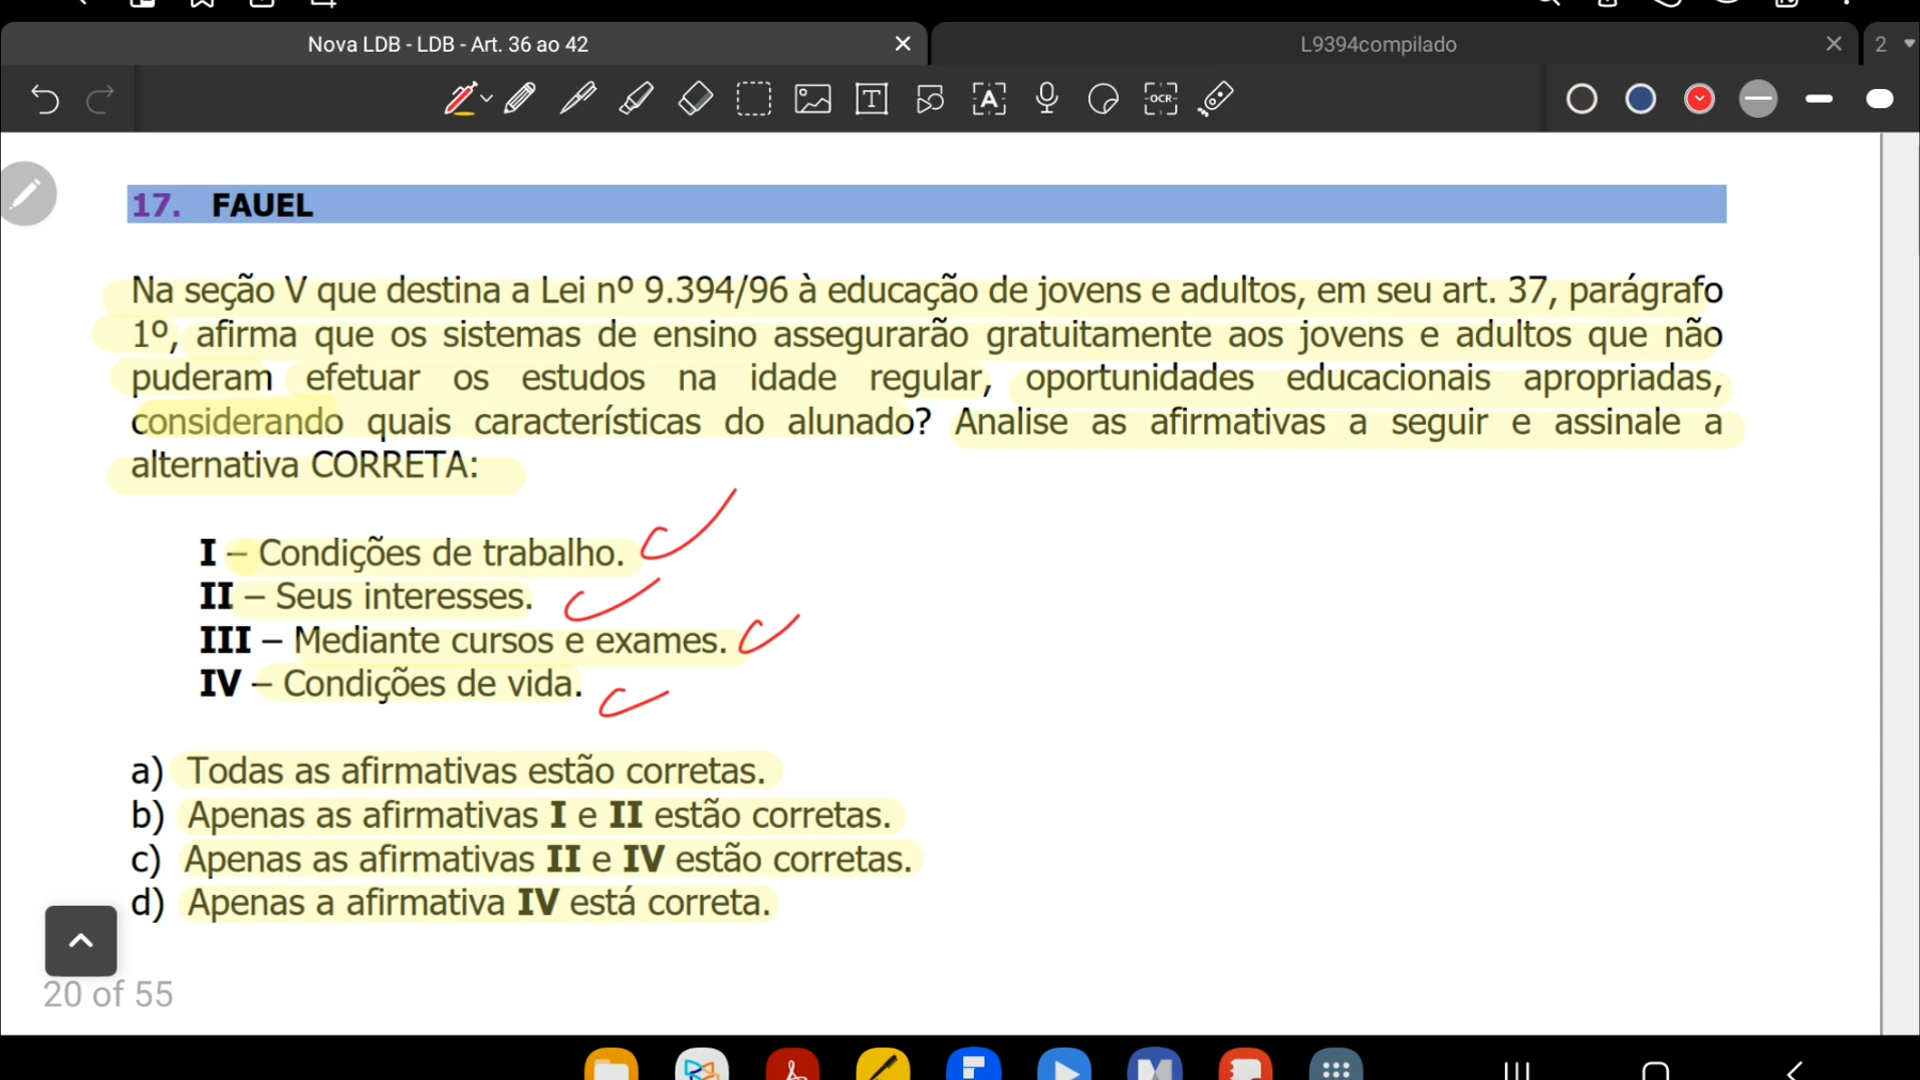 Nova LDB - LDB - Art. 36 ao 42
L9394compilado
2
T
A
OCR
17. FAUEL
Na seção V que destina a Lei nº 9.394/96 à educação de jovens e adultos, em seu art. 37, parágrafo
1º, afirma que os sistemas de ensino assegurarão gratuitamente aos jovens e adultos que não
puderam efetuar os estudos na idade regular, oportunidades educacionais apropriadas,
considerando quais características do alunado? Analise as afirmativas a seguir e assinale a
alternativa CORRETA:
I – Condições de trabalho.
II – Seus interesses.
III – Mediante cursos e exames.
IV – Condições de vida.
a) Todas as afirmativas estão corretas.
b) Apenas as afirmativas I e II estão corretas.
c) Apenas as afirmativas II e IV estão corretas.
d) Apenas a afirmativa IV está correta.
20 of 55